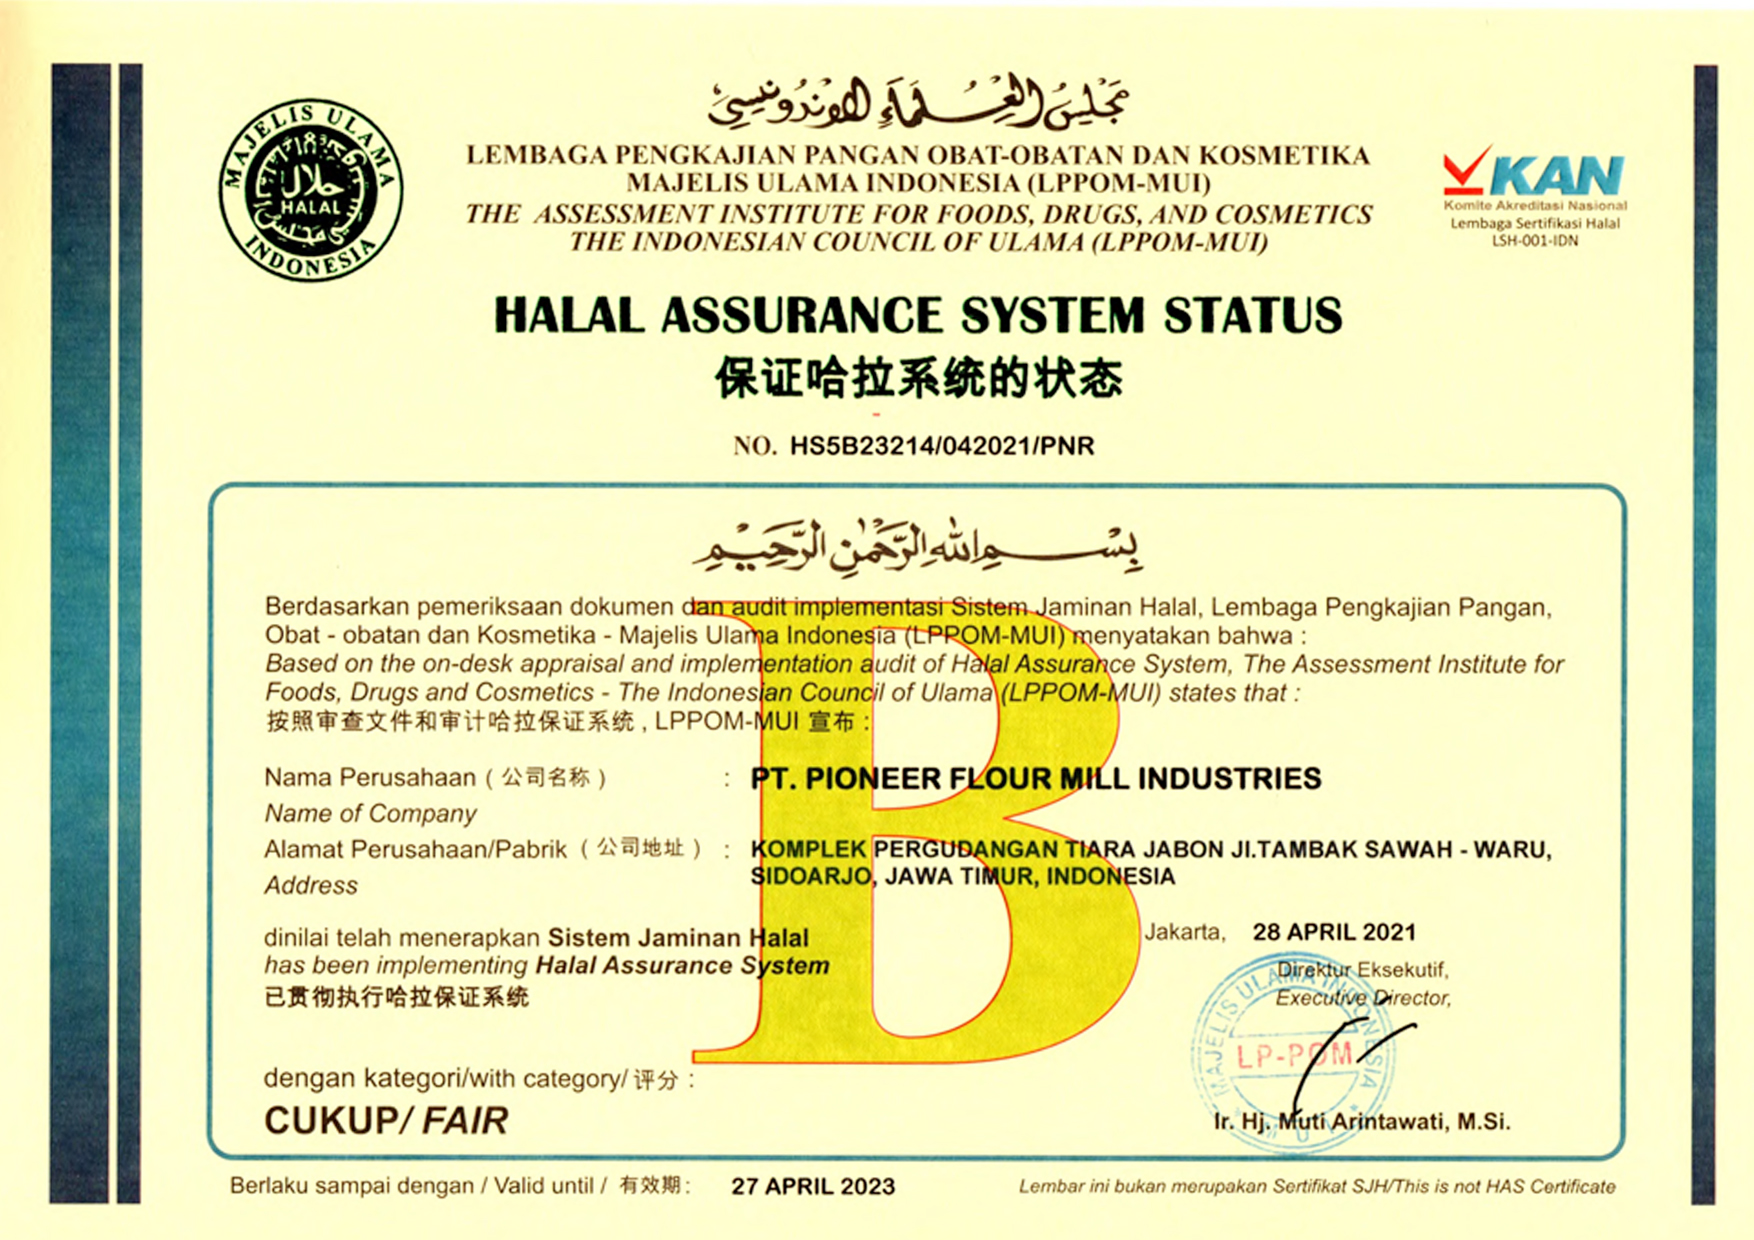 مجلس العلماء الإندونيسي
MAJELIS ULAMA
حلال
HALAL
INDONESIA
LEMBAGA PENGKAJIAN PANGAN OBAT-OBATAN DAN KOSMETIKA
MAJELIS ULAMA INDONESIA (LPPOM-MUI)
THE ASSESSMENT INSTITUTE FOR FOODS, DRUGS, AND COSMETICS
THE INDONESIAN COUNCIL OF ULAMA (LPPOM-MUI)
KAN
Komite Akreditasi Nasional
Lembaga Sertifikasi Halal
LSH-001-IDN
HALAL ASSURANCE SYSTEM STATUS
保证哈拉系统的状态
NO. HS5B23214/042021/PNR
بسم الله الرحمن الرحيم
Berdasarkan pemeriksaan dokumen dan audit implementasi Sistem Jaminan Halal, Lembaga Pengkajian Pangan,
Obat - obatan dan Kosmetika - Majelis Ulama Indonesia (LPPOM-MUI) menyatakan bahwa :
Based on the on-desk appraisal and implementation audit of Halal Assurance System, The Assessment Institute for
Foods, Drugs and Cosmetics - The Indonesian Council of Ulama (LPPOM-MUI) states that :
按照审查文件和审计哈拉保证系统 , LPPOM-MUI 宣布 :
B
Nama Perusahaan ( 公司名称 ) : PT. PIONEER FLOUR MILL INDUSTRIES
Name of Company
Alamat Perusahaan/Pabrik ( 公司地址 ) : KOMPLEK PERGUDANGAN TIARA JABON Jl.TAMBAK SAWAH - WARU,
SIDOARJO, JAWA TIMUR, INDONESIA
Address
dinilai telah menerapkan Sistem Jaminan Halal
has been implementing Halal Assurance System
已贯彻执行哈拉保证系统
Jakarta, 28 APRIL 2021
Direktur Eksekutif,
Executive Director,
MAJELIS ULAMA INDONESIA
LP-POM
M U I
Ir. Hj. Muti Arintawati, M.Si.
dengan kategori/with category/ 评分 :
CUKUP/ FAIR
Berlaku sampai dengan / Valid until / 有效期 : 27 APRIL 2023
Lembar ini bukan merupakan Sertifikat SJH/This is not HAS Certificate